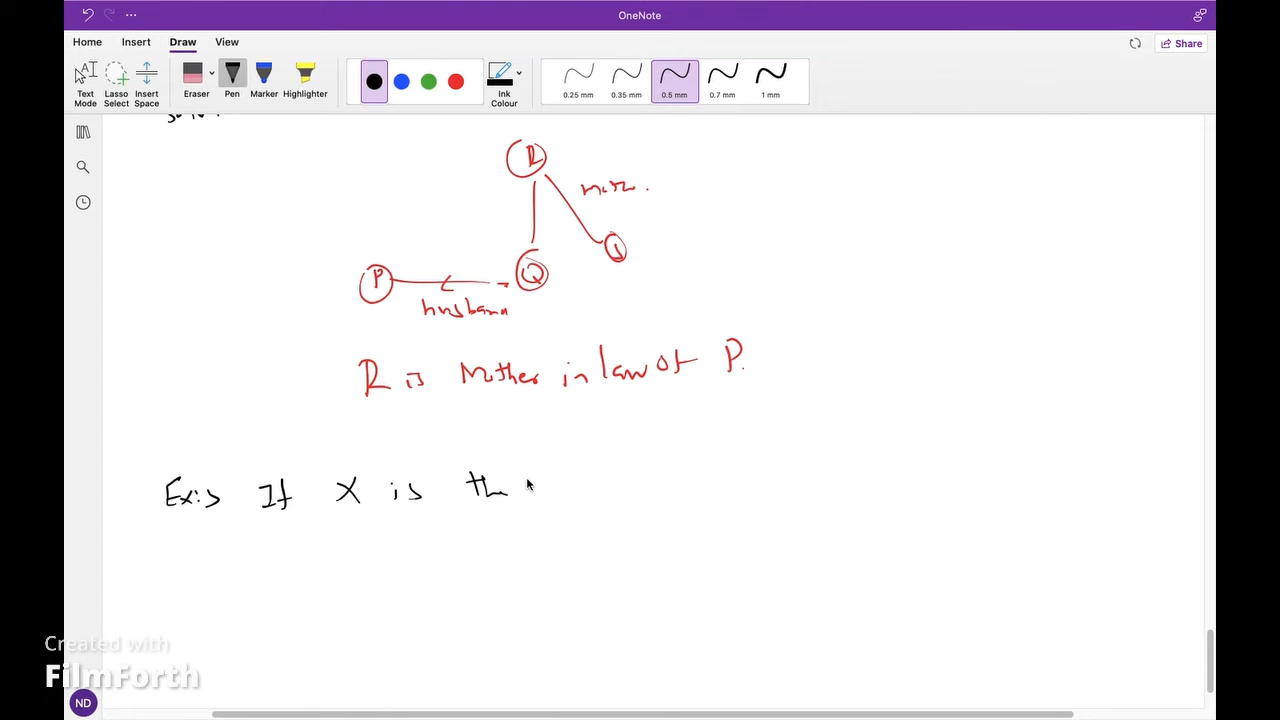 OneNote
Home Insert Draw View
Share
Text Mode
Lasso Select
Insert Space
Eraser
Pen
Marker
Highlighter
Ink Colour
0.25 mm 0.35 mm 0.5 mm 0.7 mm 1 mm
R
P
Q
husband
R is Mother in law of P.
If X is the
Created with
FilmForth
ND